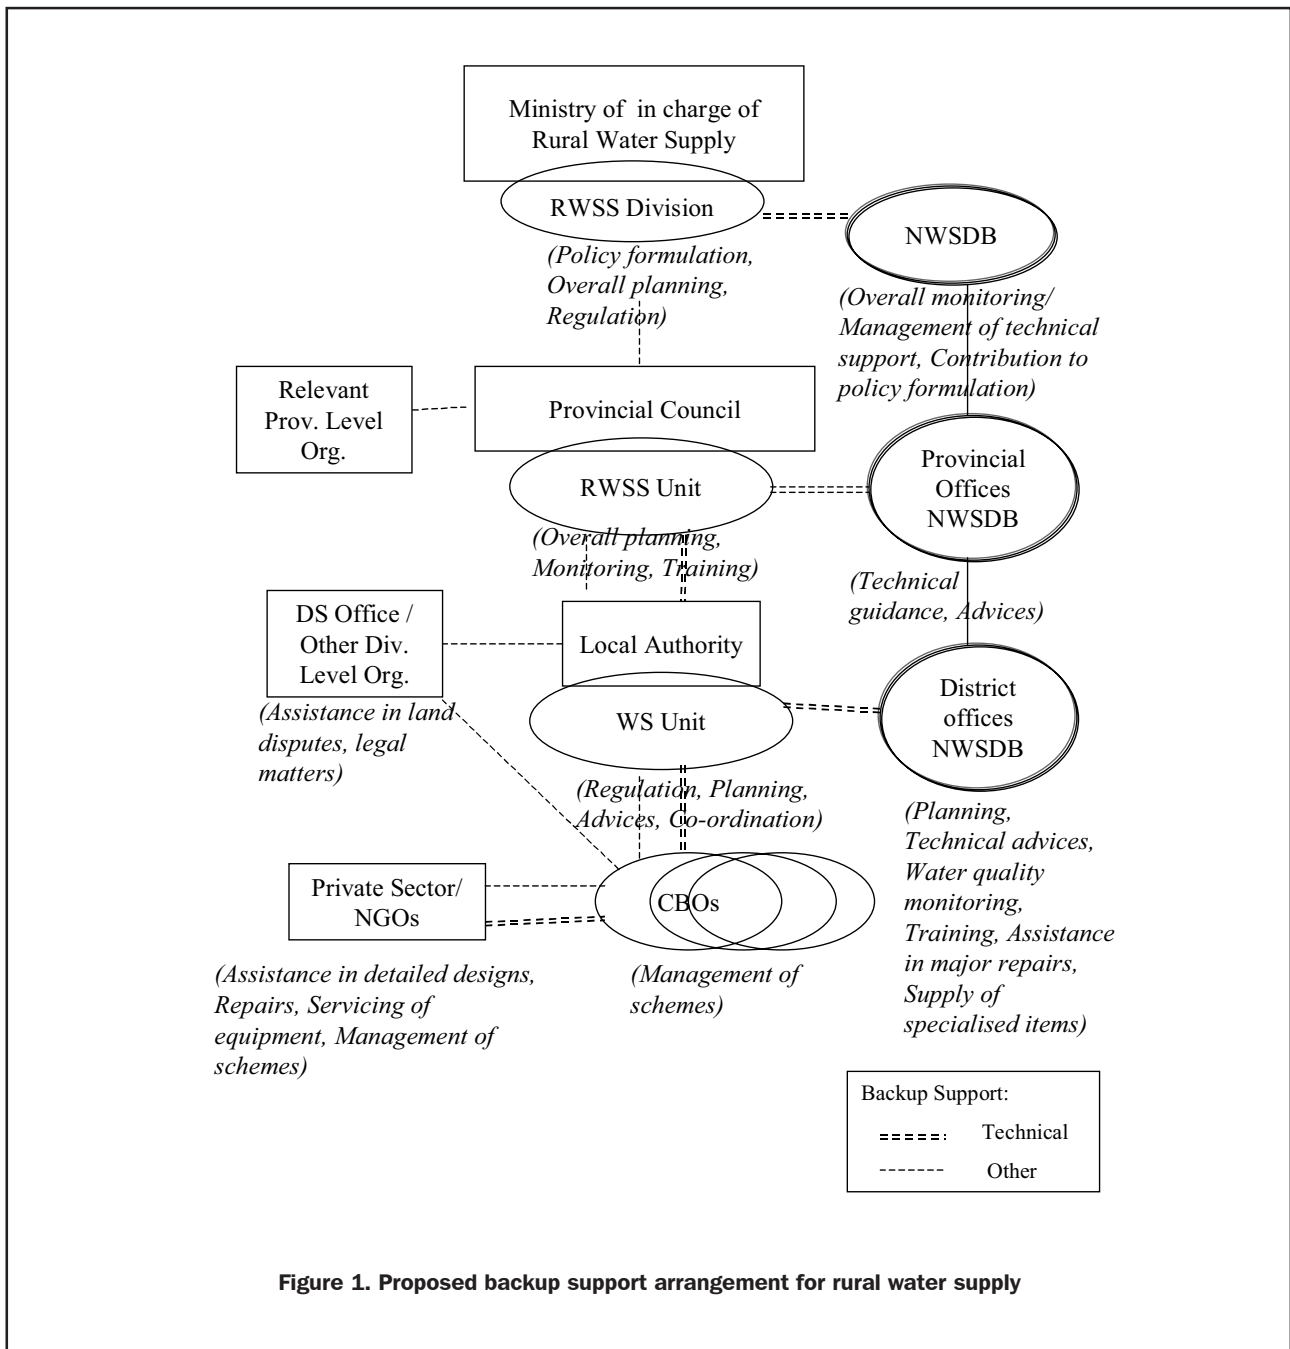 Ministry of in charge of
Rural Water Supply
RWSS Division
(Policy formulation,
Overall planning,
Regulation)
NWSDB
(Overall monitoring/
Management of technical
support, Contribution to
policy formulation)
Relevant
Prov. Level
Org.
Provincial Council
RWSS Unit
(Overall planning,
Monitoring, Training)
Provincial
Offices
NWSDB
(Technical
guidance, Advices)
DS Office /
Other Div.
Level Org.
(Assistance in land
disputes, legal
matters)
Local Authority
WS Unit
(Regulation, Planning,
Advices, Co-ordination)
District
offices
NWSDB
(Planning,
Technical advices,
Water quality
monitoring,
Training, Assistance
in major repairs,
Supply of
specialised items)
Private Sector/
NGOs
(Assistance in detailed designs,
Repairs, Servicing of
equipment, Management of
schemes)
CBOs
(Management of
schemes)
Backup Support:
Technical
Other
Figure 1. Proposed backup support arrangement for rural water supply